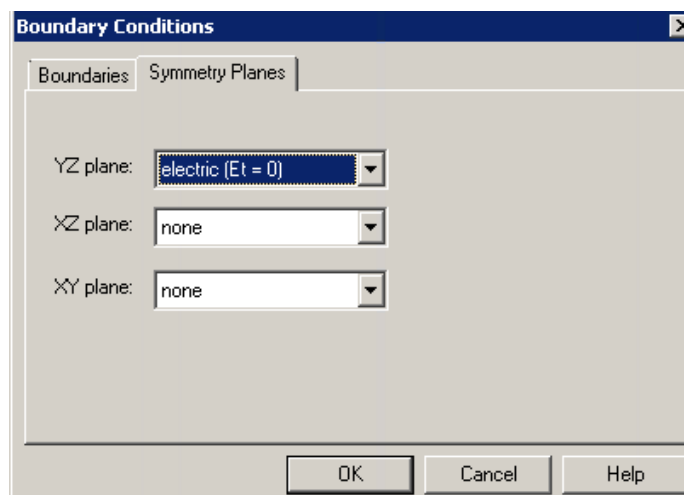 Boundary Conditions
Boundaries Symmetry Planes
YZ plane: electric (Et = 0)
XZ plane: none
XY plane: none
OK Cancel Help